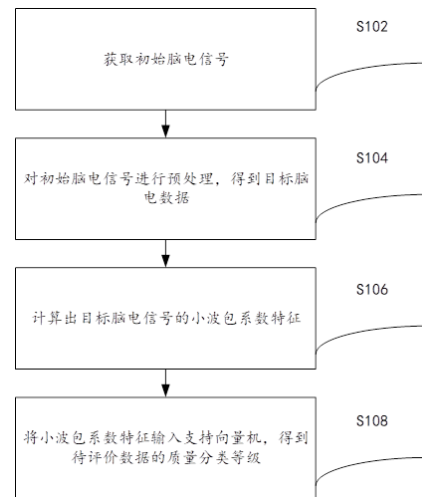 S102
获取初始脑电信号
S104
对初始脑电信号进行预处理，得到目标脑
电数据
S106
计算出目标脑电信号的小波包系数特征
S108
将小波包系数特征输入支持向量机，得到
待评价数据的质量分类等级